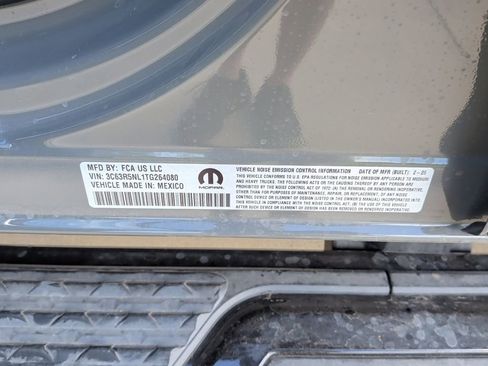 MFD BY: FCA US LLC
VIN: 3C63R5NL1TG264080
VEHICLE MADE IN: MEXICO
MOPAR
VEHICLE NOISE EMISSION CONTROL INFORMATION DATE OF MFR (BUILT): 2-25
THIS VEHICLE CONFORMS TO U.S. EPA REGULATIONS FOR NOISE EMISSION APPLICABLE TO MEDIUM
AND HEAVY TRUCKS. THE FOLLOWING ACTS OR THE CAUSING THEREOF BY ANY PERSON
ARE PROHIBITED BY THE NOISE CONTROL ACT OF 1972: (A) THE REMOVAL OR RENDERING INOPERATIVE,
OTHER THAN FOR PURPOSES OF MAINTENANCE, REPAIR, OR REPLACEMENT, OF ANY
NOISE CONTROL DEVICE OR ELEMENT OF DESIGN (LISTED IN THE OWNER'S MANUAL) INCORPORATED
INTO THIS VEHICLE IN COMPLIANCE WITH THE NOISE CONTROL ACT. (B) THE USE OF THIS VEHICLE
AFTER SUCH DEVICE OR ELEMENT OF DESIGN HAS BEEN REMOVED OR RENDERED INOPERATIVE.